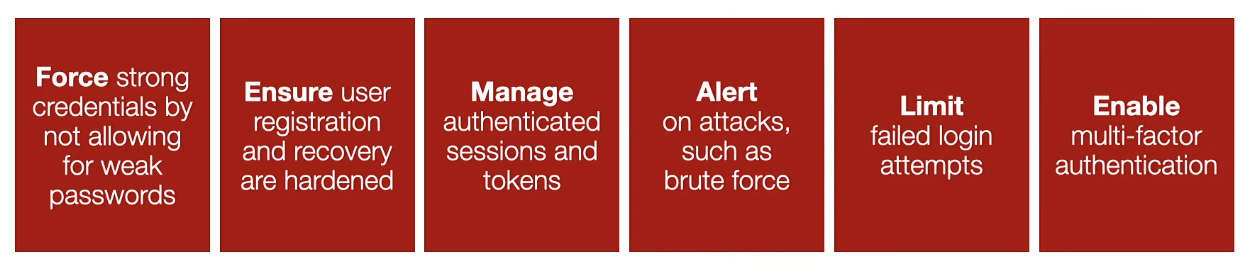 Force strong
credentials by
not allowing
for weak
passwords
Ensure user
registration
and recovery
are hardened
Manage
authenticated
sessions and
tokens
Alert
on attacks,
such as
brute force
Limit
failed login
attempts
Enable
multi-factor
authentication